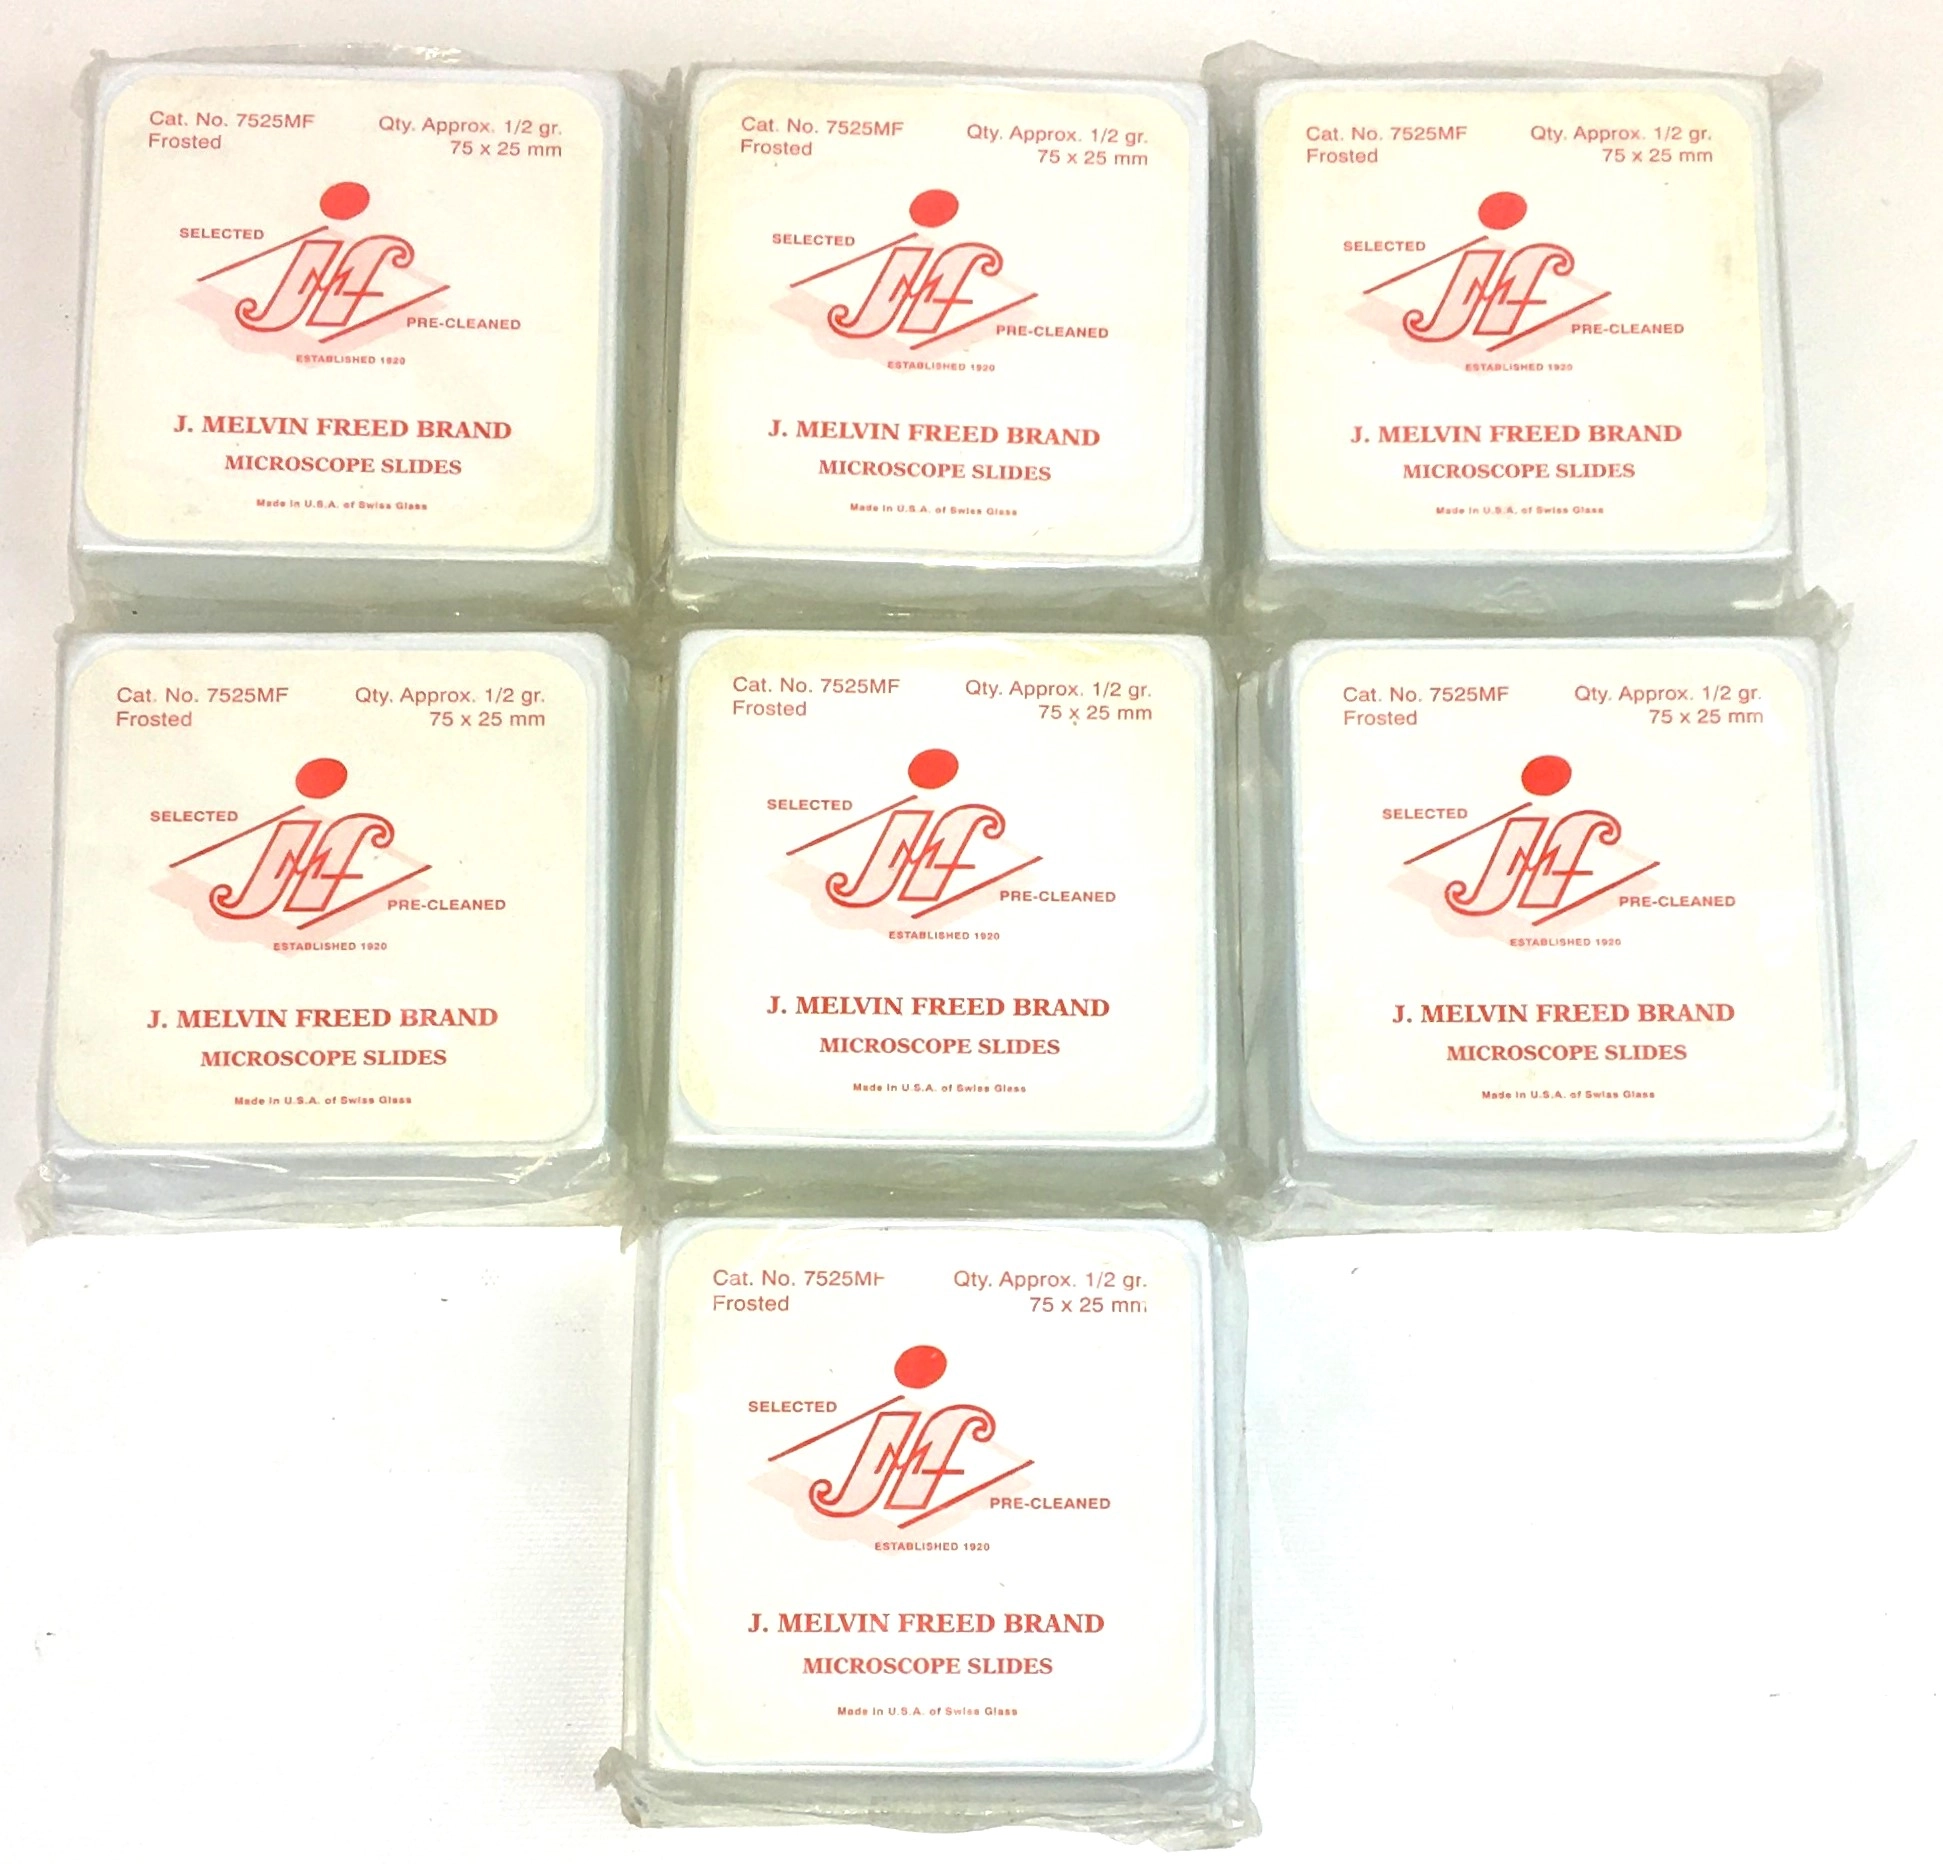 Cat. No. 7525MF Qty. Approx. 1/2 gr.
Frosted 75 x 25 mm
SELECTED
jmf
PRE-CLEANED
ESTABLISHED 1920
J. MELVIN FREED BRAND
MICROSCOPE SLIDES
Made in U.S.A. of Swiss Glass
Cat. No. 7525MF Qty. Approx. 1/2 gr.
Frosted 75 x 25 mm
SELECTED
jmf
PRE-CLEANED
ESTABLISHED 1920
J. MELVIN FREED BRAND
MICROSCOPE SLIDES
Made in U.S.A. of Swiss Glass
Cat. No. 7525MF Qty. Approx. 1/2 gr.
Frosted 75 x 25 mm
SELECTED
jmf
PRE-CLEANED
ESTABLISHED 1920
J. MELVIN FREED BRAND
MICROSCOPE SLIDES
Made in U.S.A. of Swiss Glass
Cat. No. 7525MF Qty. Approx. 1/2 gr.
Frosted 75 x 25 mm
SELECTED
jmf
PRE-CLEANED
ESTABLISHED 1920
J. MELVIN FREED BRAND
MICROSCOPE SLIDES
Made in U.S.A. of Swiss Glass
Cat. No. 7525MF Qty. Approx. 1/2 gr.
Frosted 75 x 25 mm
SELECTED
jmf
PRE-CLEANED
ESTABLISHED 1920
J. MELVIN FREED BRAND
MICROSCOPE SLIDES
Made in U.S.A. of Swiss Glass
Cat. No. 7525MF Qty. Approx. 1/2 gr.
Frosted 75 x 25 mm
SELECTED
jmf
PRE-CLEANED
ESTABLISHED 1920
J. MELVIN FREED BRAND
MICROSCOPE SLIDES
Made in U.S.A. of Swiss Glass
Cat. No. 7525MF Qty. Approx. 1/2 gr.
Frosted 75 x 25 mm
SELECTED
jmf
PRE-CLEANED
ESTABLISHED 1920
J. MELVIN FREED BRAND
MICROSCOPE SLIDES
Made in U.S.A. of Swiss Glass